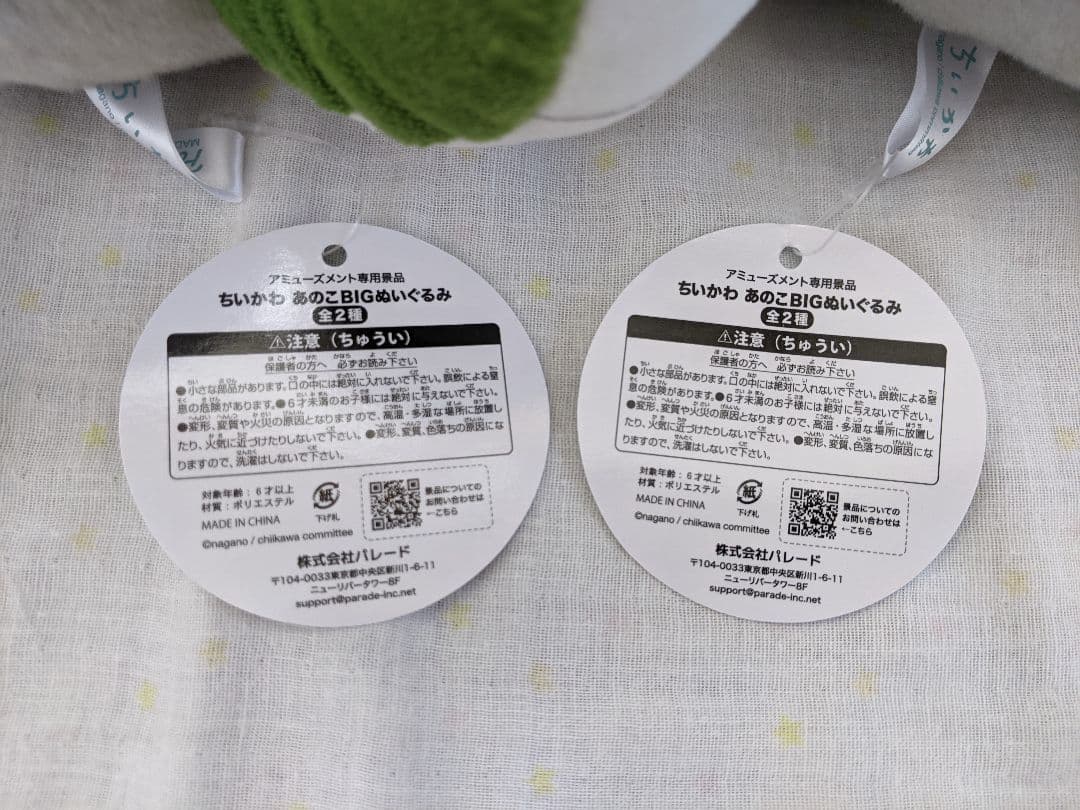 ちいかわ
nagano / chiikawa committee
ちいかわ
アミューズメント専用景品
ちいかわ あのこBIGぬいぐるみ
全2種
⚠注意（ちゅうい）
保護者の方へ 必ずお読み下さい
●小さな部品があります。口の中には絶対に入れないで下さい。誤飲による窒
息の危険があります。●6才未満のお子様には絶対に与えないで下さい。
●変形、変質や火災の原因となりますので、高温・多湿な場所に放置し
たり、火気に近づけたりしないで下さい。●変形、変質、色落ちの原因にな
りますので、洗濯はしないで下さい。
対象年齢：6才以上
材質：ポリエステル
MADE IN CHINA
紙
下げ札
景品についての
お問い合わせは
←こちら
©nagano / chiikawa committee
株式会社パレード
〒104-0033東京都中央区新川1-6-11
ニューリバータワー8F
support@parade-inc.net
アミューズメント専用景品
ちいかわ あのこBIGぬいぐるみ
全2種
⚠注意（ちゅうい）
保護者の方へ 必ずお読み下さい
●小さな部品があります。口の中には絶対に入れないで下さい。誤飲による窒
息の危険があります。●6才未満のお子様には絶対に与えないで下さい。
●変形、変質や火災の原因となりますので、高温・多湿な場所に放置し
たり、火気に近づけたりしないで下さい。●変形、変質、色落ちの原因にな
りますので、洗濯はしないで下さい。
対象年齢：6才以上
材質：ポリエステル
MADE IN CHINA
紙
下げ札
景品についての
お問い合わせは
←こちら
©nagano / chiikawa committee
株式会社パレード
〒104-0033東京都中央区新川1-6-11
ニューリバータワー8F
support@parade-inc.net